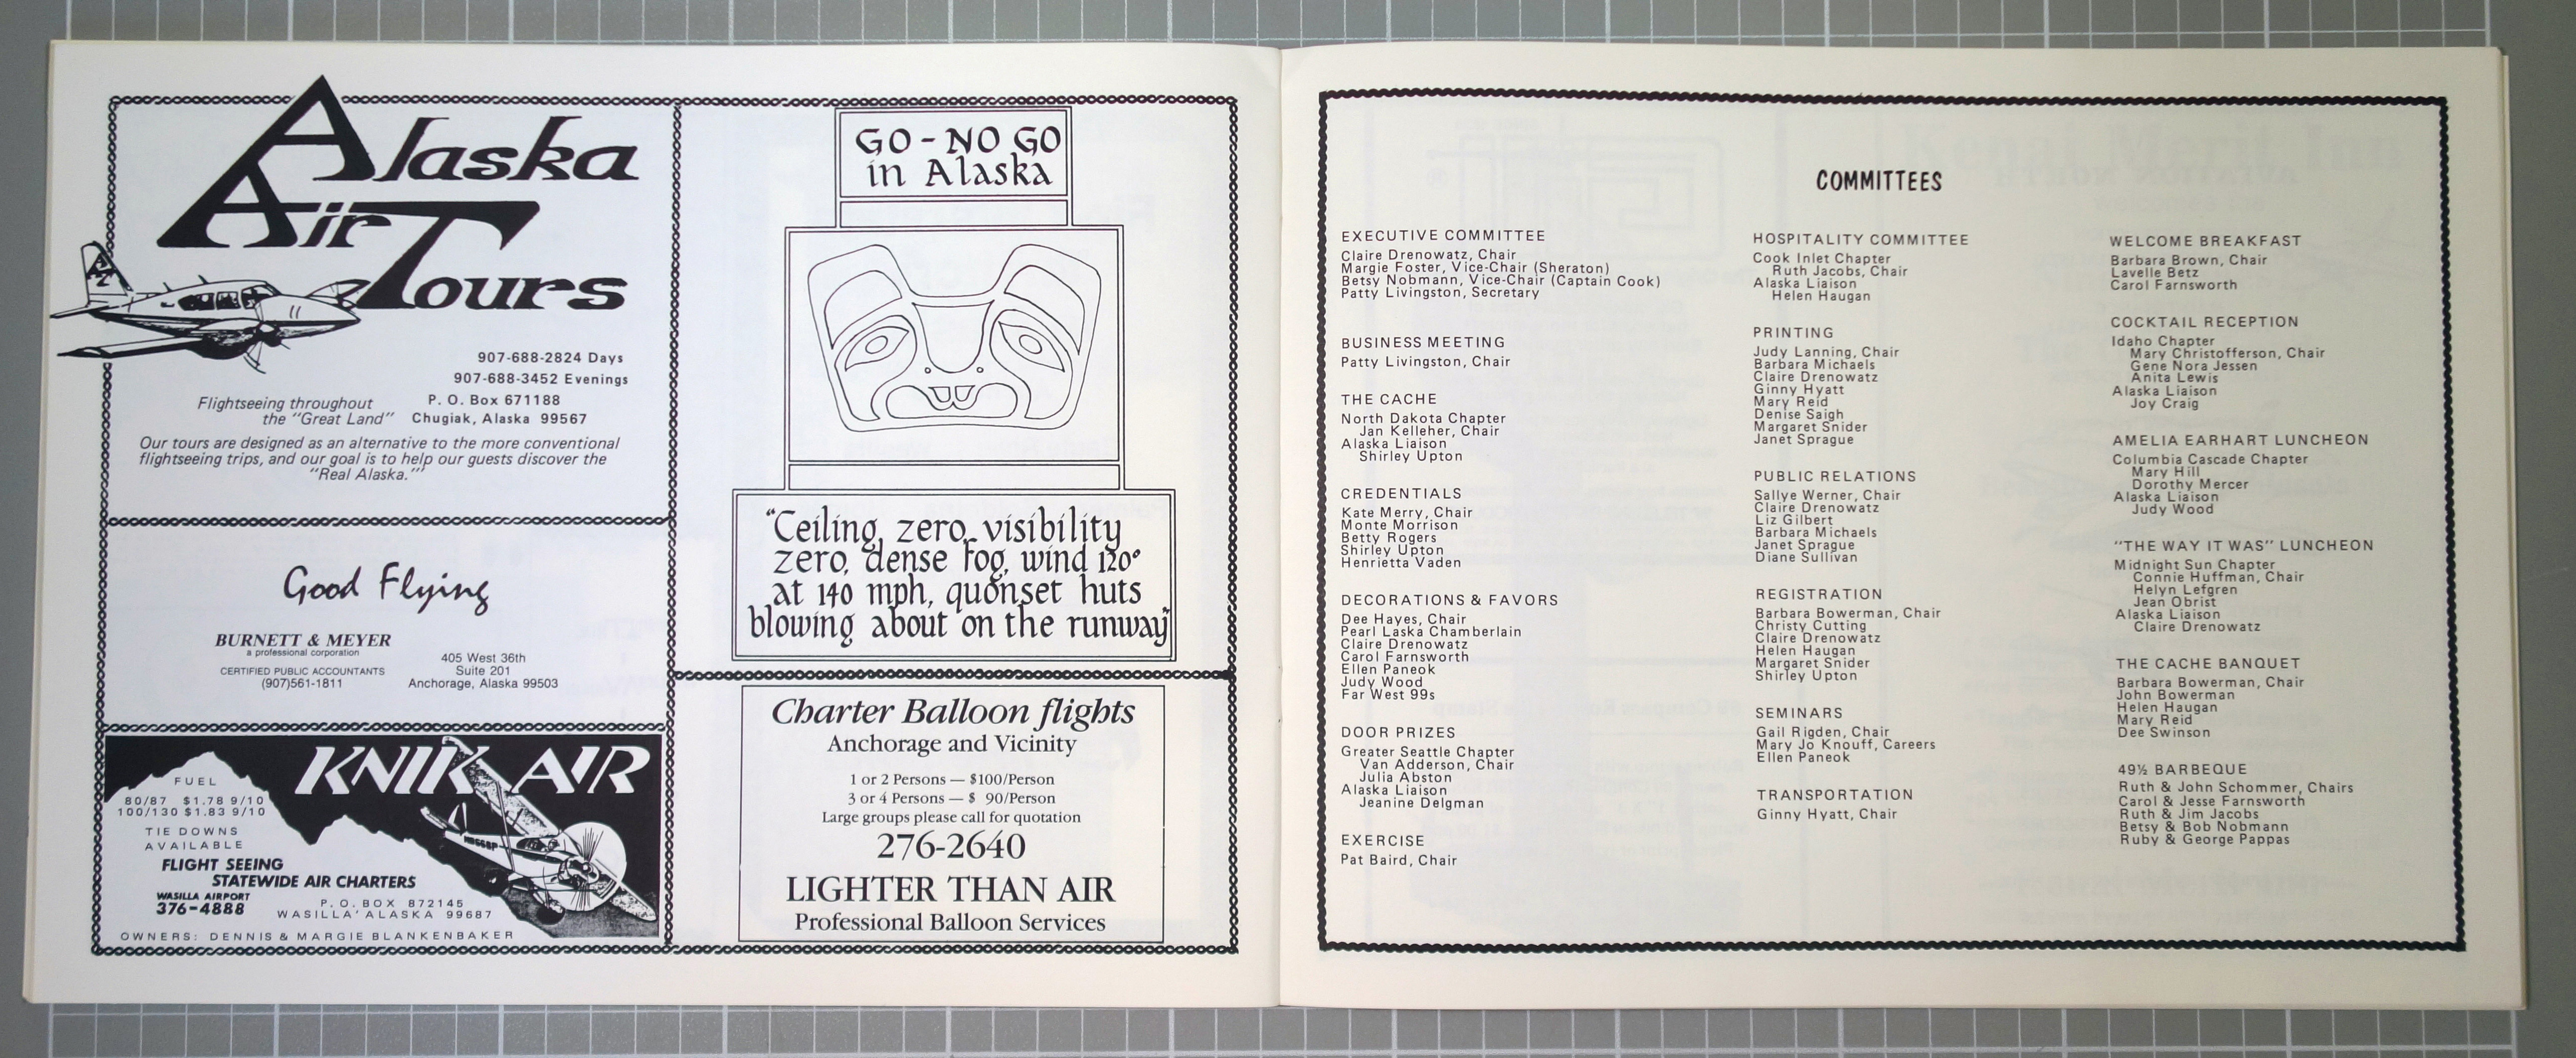 Alaska
Air
Tours
907-688-2824 Days
907-688-3452 Evenings
Flightseeing throughout
the "Great Land"
P. O. Box 671188
Chugiak, Alaska 99567
Our tours are designed as an alternative to the more conventional
flightseeing trips, and our goal is to help our guests discover the
"Real Alaska.'"
Good Flying
BURNETT & MEYER
a professional corporation
CERTIFIED PUBLIC ACCOUNTANTS
(907)561-1811
405 West 36th
Suite 201
Anchorage, Alaska 99503
KNIK AIR
FUEL
80/87 $1.78 9/10
100/130 $1.83 9/10
TIE DOWNS
AVAILABLE
FLIGHT SEEING
STATEWIDE AIR CHARTERS
WASILLA AIRPORT
376-4888
P.O. BOX 872145
WASILLA' ALASKA 99687
OWNERS: DENNIS & MARGIE BLANKENBAKER
GO-NO GO
in Alaska
"Ceiling, zero, visibility
zero, dense fog, wind 120°
at 140 mph, quonset huts
blowing about on the runway"
Charter Balloon flights
Anchorage and Vicinity
1 or 2 Persons — $100/Person
3 or 4 Persons — $ 90/Person
Large groups please call for quotation
276-2640
LIGHTER THAN AIR
Professional Balloon Services
COMMITTEES
EXECUTIVE COMMITTEE
Claire Drenowatz, Chair
Margie Foster, Vice-Chair (Sheraton)
Betsy Nobmann, Vice-Chair (Captain Cook)
Patty Livingston, Secretary
BUSINESS MEETING
Patty Livingston, Chair
THE CACHE
North Dakota Chapter
Jan Kelleher, Chair
Alaska Liaison
Shirley Upton
CREDENTIALS
Kate Merry, Chair
Monte Morrison
Betty Rogers
Shirley Upton
Henrietta Vaden
DECORATIONS & FAVORS
Dee Hayes, Chair
Pearl Laska Chamberlain
Claire Drenowatz
Carol Farnsworth
Ellen Paneok
Judy Wood
Far West 99s
DOOR PRIZES
Greater Seattle Chapter
Van Adderson, Chair
Julia Abston
Alaska Liaison
Jeanine Delgman
EXERCISE
Pat Baird, Chair
HOSPITALITY COMMITTEE
Cook Inlet Chapter
Ruth Jacobs, Chair
Alaska Liaison
Helen Haugan
PRINTING
Judy Lanning, Chair
Barbara Michaels
Claire Drenowatz
Ginny Hyatt
Mary Reid
Denise Saigh
Margaret Snider
Janet Sprague
PUBLIC RELATIONS
Sallye Werner, Chair
Claire Drenowatz
Liz Gilbert
Barbara Michaels
Janet Sprague
Diane Sullivan
REGISTRATION
Barbara Bowerman, Chair
Christy Cutting
Claire Drenowatz
Helen Haugan
Margaret Snider
Shirley Upton
SEMINARS
Gail Rigden, Chair
Mary Jo Knouff, Careers
Ellen Paneok
TRANSPORTATION
Ginny Hyatt, Chair
WELCOME BREAKFAST
Barbara Brown, Chair
Lavelle Betz
Carol Farnsworth
COCKTAIL RECEPTION
Idaho Chapter
Mary Christofferson, Chair
Gene Nora Jessen
Anita Lewis
Alaska Liaison
Joy Craig
AMELIA EARHART LUNCHEON
Columbia Cascade Chapter
Mary Hill
Dorothy Mercer
Alaska Liaison
Judy Wood
"THE WAY IT WAS" LUNCHEON
Midnight Sun Chapter
Connie Huffman, Chair
Helyn Lefgren
Jean Obrist
Alaska Liaison
Claire Drenowatz
THE CACHE BANQUET
Barbara Bowerman, Chair
John Bowerman
Helen Haugan
Mary Reid
Dee Swinson
49½ BARBEQUE
Ruth & John Schommer, Chairs
Carol & Jesse Farnsworth
Ruth & Jim Jacobs
Betsy & Bob Nobmann
Ruby & George Pappas